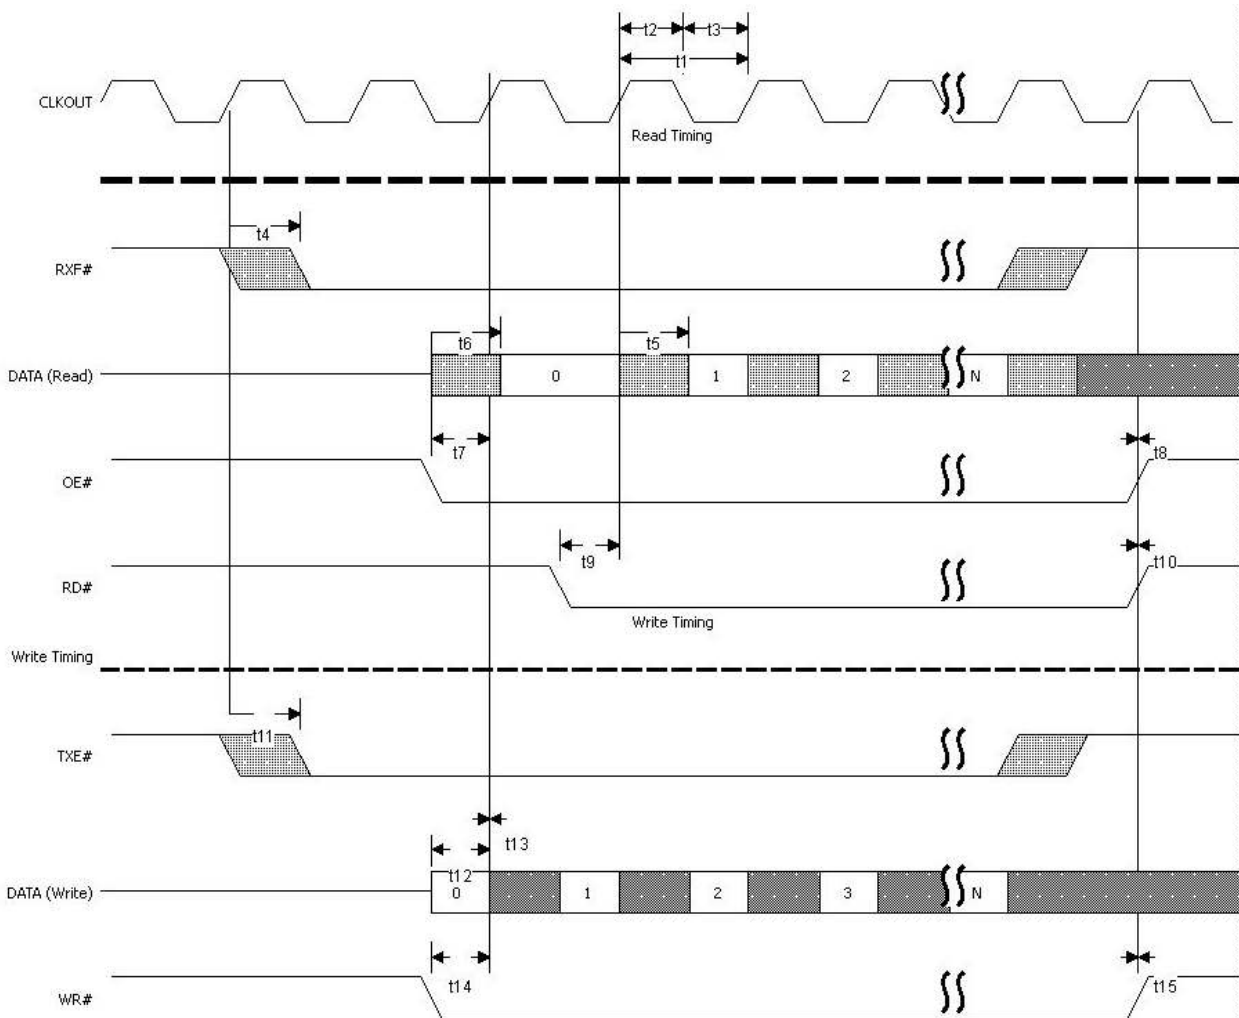 t2 t3
t1
CLKOUT
Read Timing
t4
RXF#
t6 t5
DATA (Read) 0 1 2 N
t7 t8
OE#
t9 t10
RD#
Write Timing
Write Timing
t11
TXE#
t13
t12
DATA (Write) 0 1 2 3 N
t14 t15
WR#